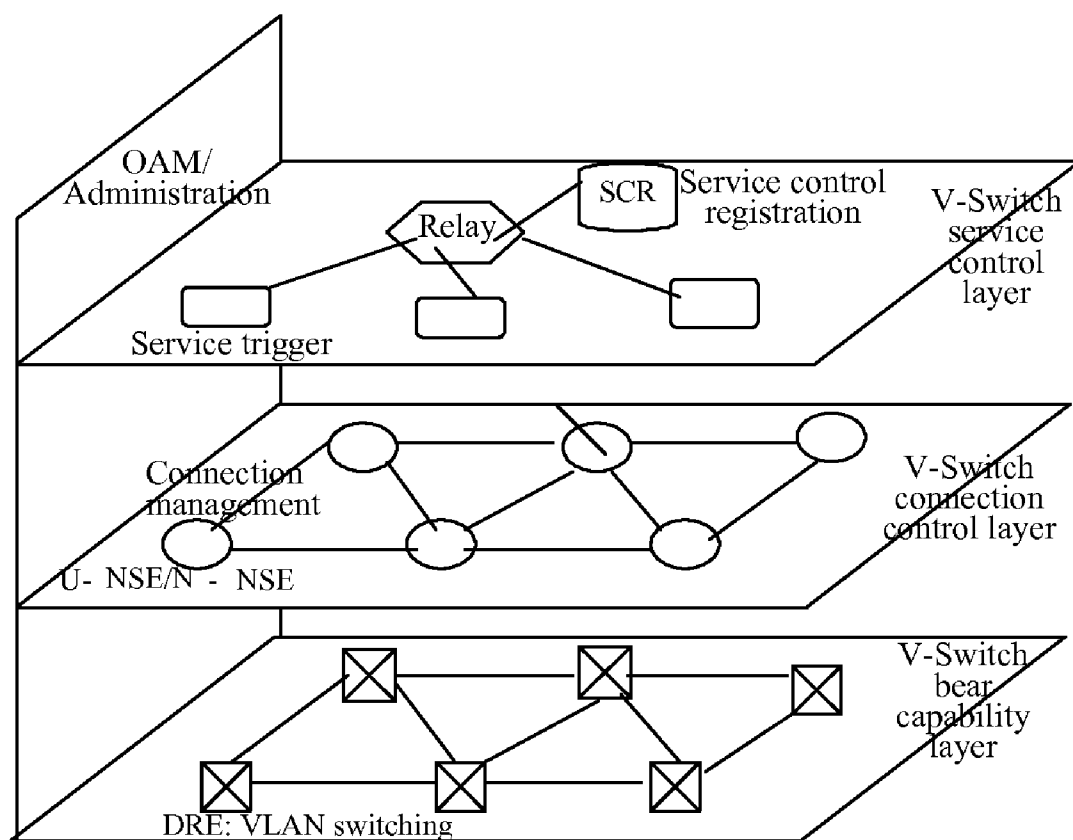 OAM/
Administration
SCR
Service control
registration
Relay
V-Switch
service
control
layer
Service trigger
Connection
management
V-Switch
connection
control layer
U- NSE/N - NSE
V-Switch
bear
capability
layer
DRE: VLAN switching